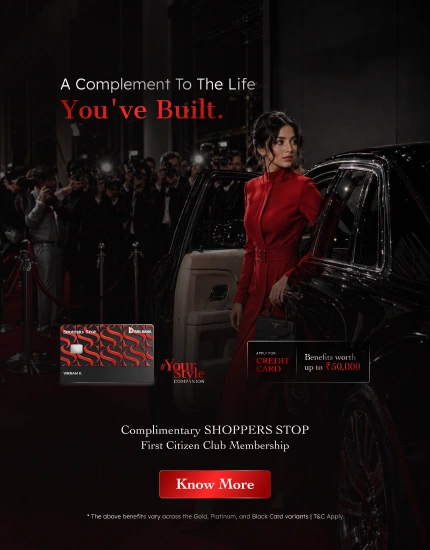 A Complement To The Life
You've Built.
SHOPPERS STOP
VIKRAM K.
#Your
Style
COMPANION
APPLY FOR
CREDIT
CARD
Benefits worth
up to ₹50,000
Complimentary SHOPPERS STOP
First Citizen Club Membership
Know More
* The above benefits vary across the Gold, Platinum, and Black Card variants | T&C Apply